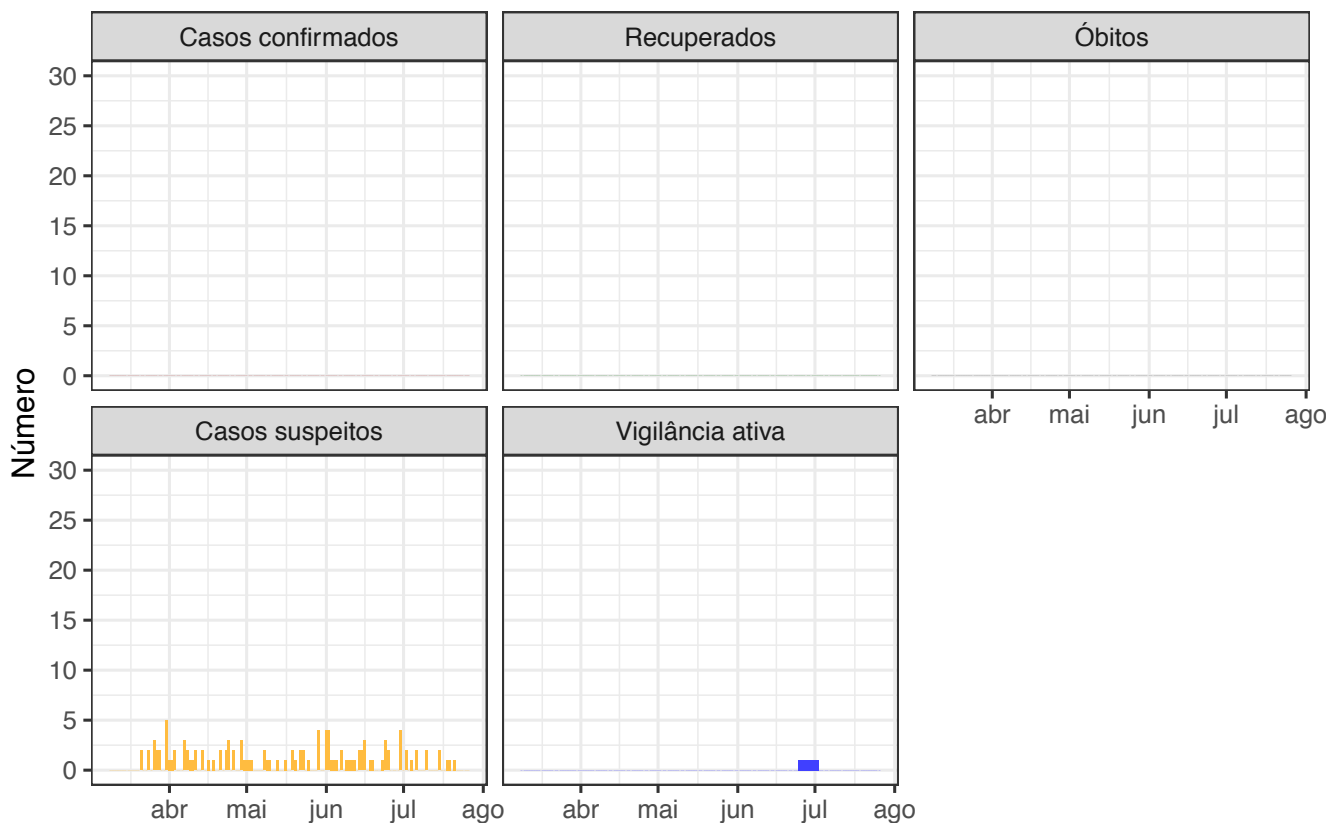 Casos confirmados Recuperados Óbitos
30
25
20
15
10
5
0
abr mai jun jul ago
Número
Casos suspeitos Vigilância ativa
30
25
20
15
10
5
0
abr mai jun jul ago abr mai jun jul ago